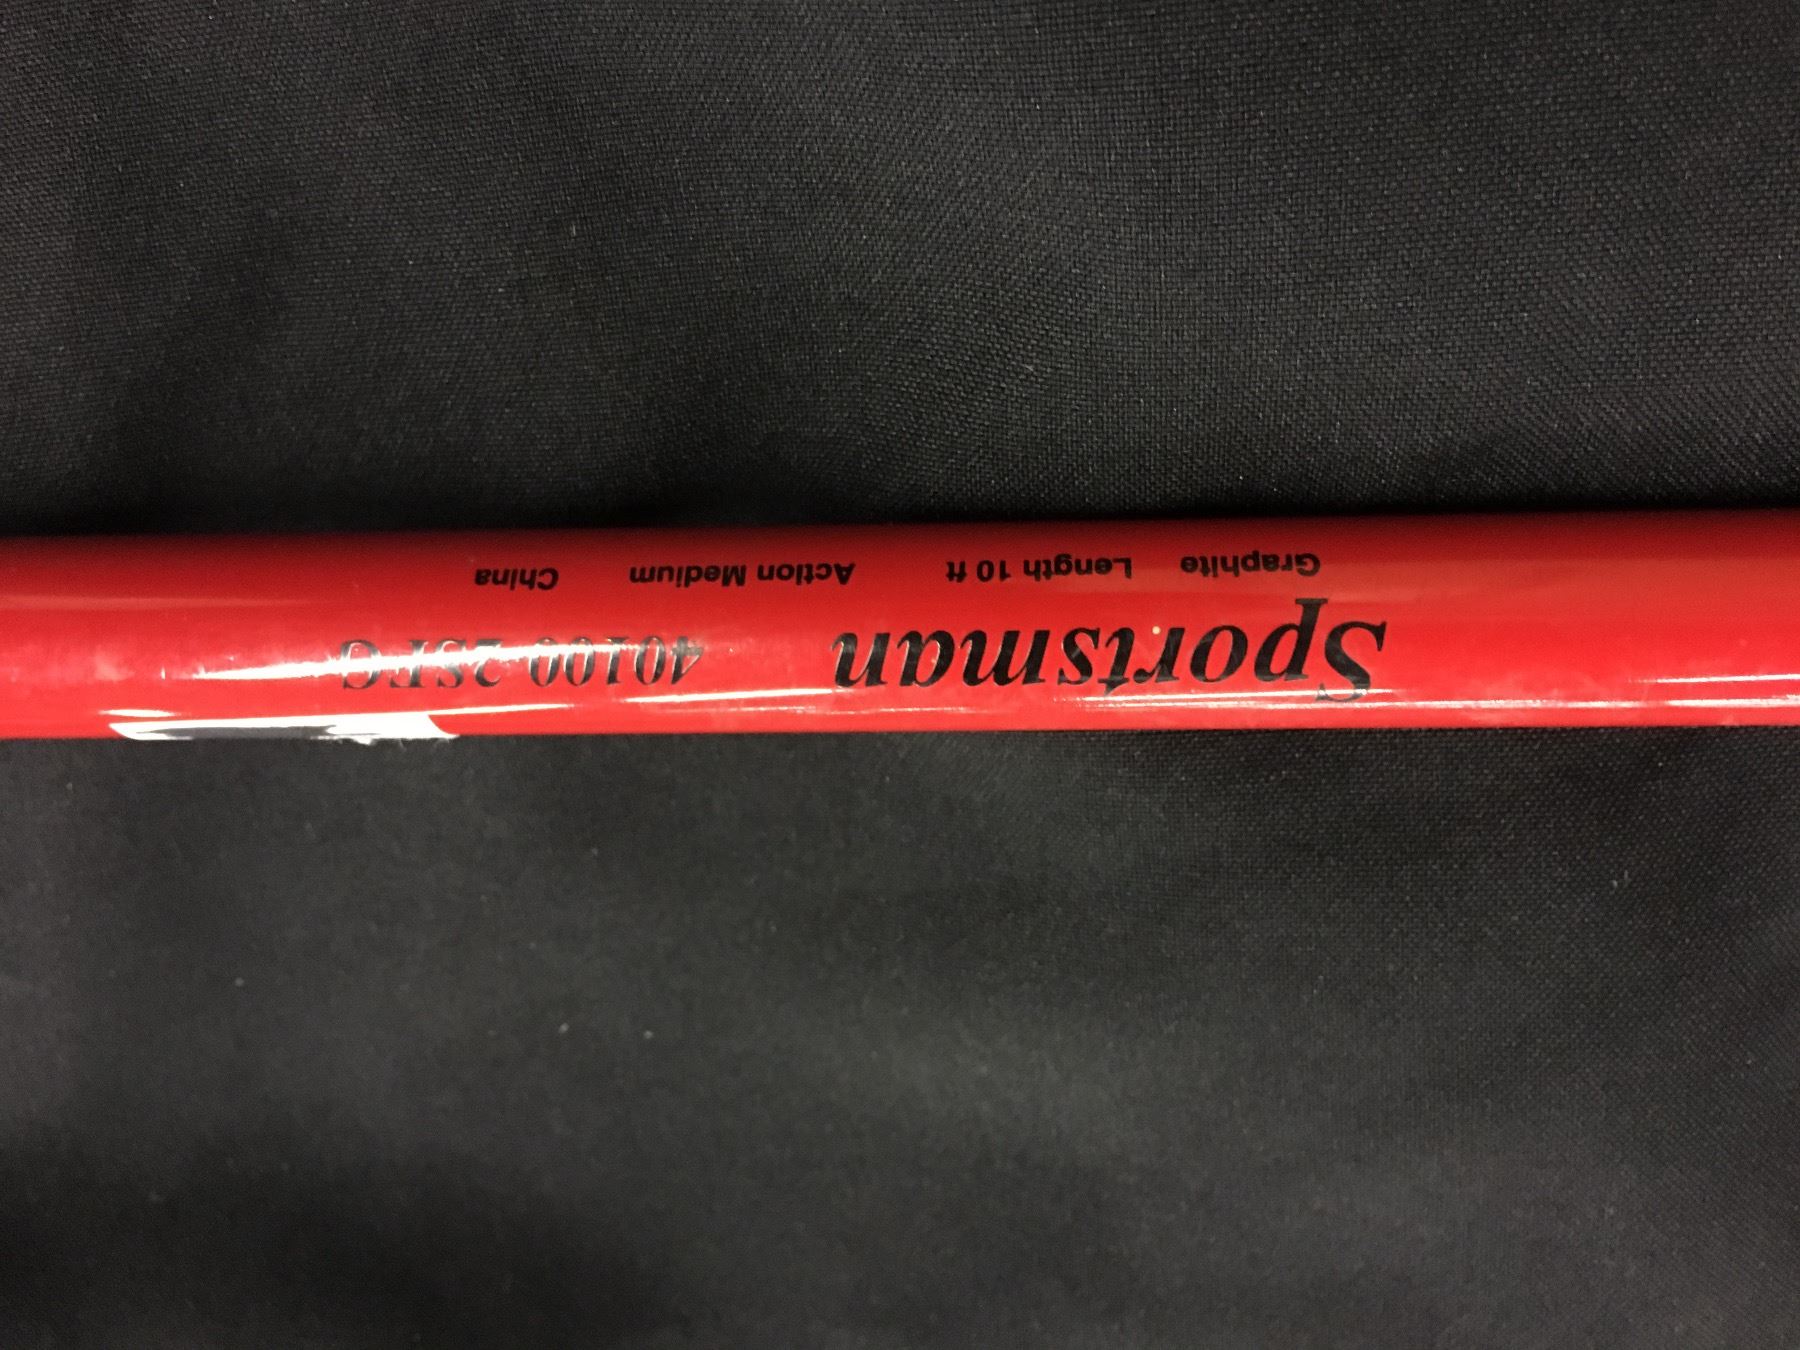 Sportsman 40100-2SFG
Graphite Length 10 ft Action Medium China